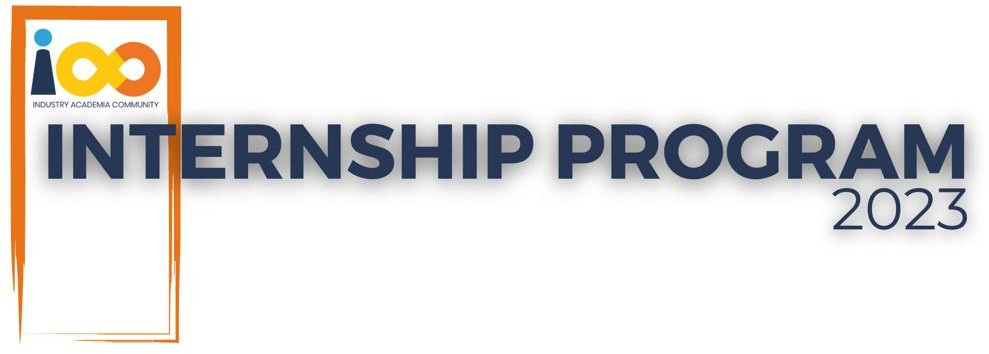 INDUSTRY ACADEMIA COMMUNITY
INTERNSHIP PROGRAM
2023